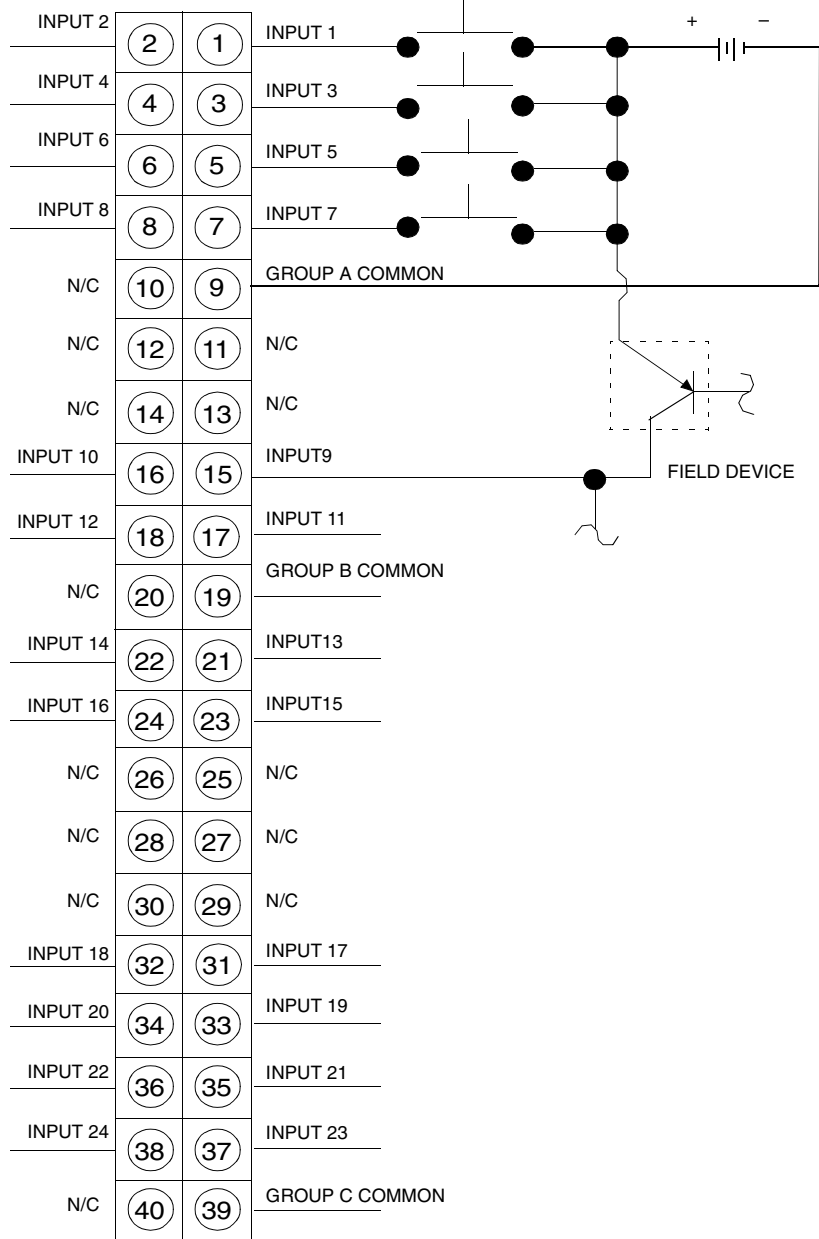 INPUT 2 2 1 INPUT 1 + –
INPUT 4 4 3 INPUT 3
INPUT 6 6 5 INPUT 5
INPUT 8 8 7 INPUT 7
N/C 10 9 GROUP A COMMON
N/C 12 11 N/C
N/C 14 13 N/C
INPUT 10 16 15 INPUT9 FIELD DEVICE
INPUT 12 18 17 INPUT 11
N/C 20 19 GROUP B COMMON
INPUT 14 22 21 INPUT13
INPUT 16 24 23 INPUT15
N/C 26 25 N/C
N/C 28 27 N/C
N/C 30 29 N/C
INPUT 18 32 31 INPUT 17
INPUT 20 34 33 INPUT 19
INPUT 22 36 35 INPUT 21
INPUT 24 38 37 INPUT 23
N/C 40 39 GROUP C COMMON